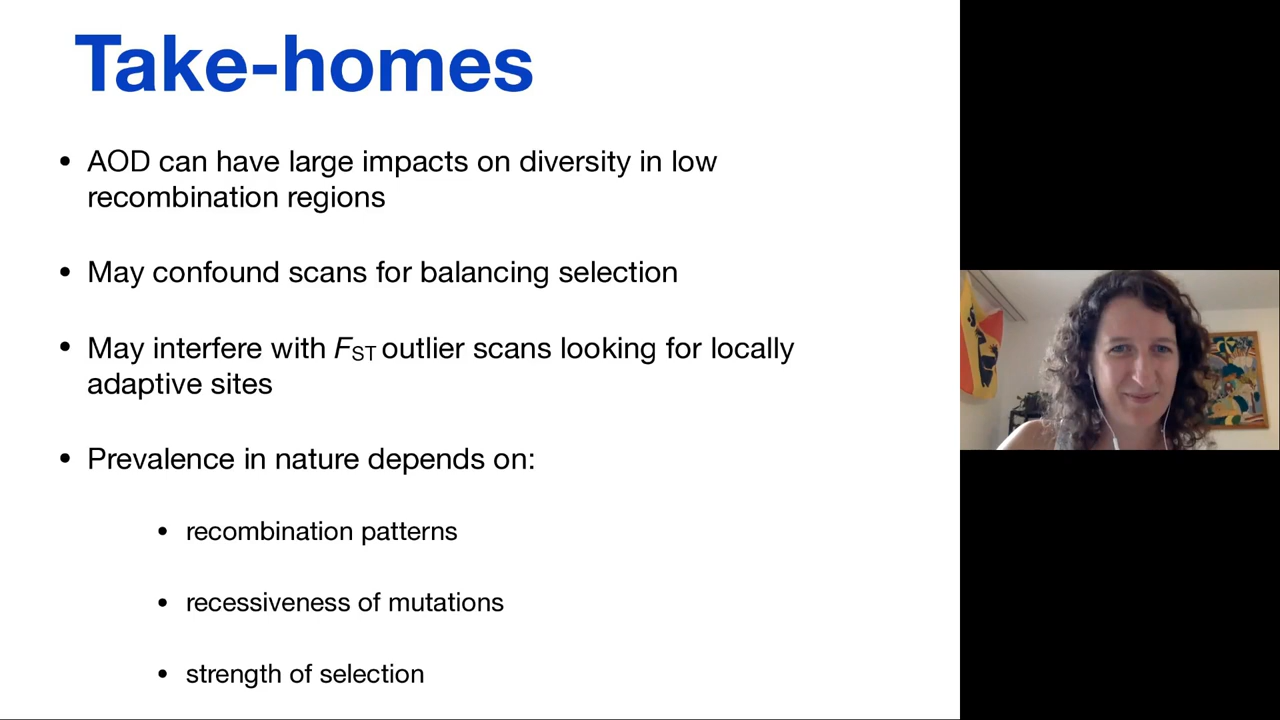 Take-homes
• AOD can have large impacts on diversity in low
recombination regions
• May confound scans for balancing selection
• May interfere with FST outlier scans looking for locally
adaptive sites
• Prevalence in nature depends on:
• recombination patterns
• recessiveness of mutations
• strength of selection